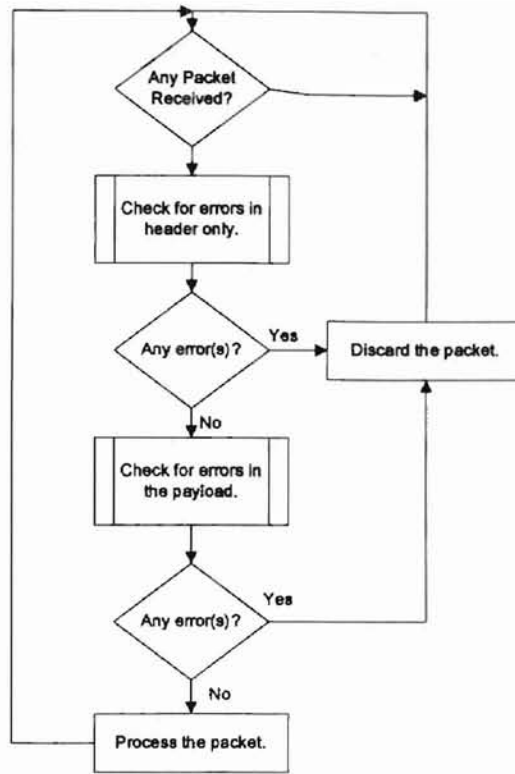 Any Packet
Received?
Check for errors in
header only.
Any error(s)?
Yes
Discard the packet.
No
Check for errors in
the payload.
Any error(s)?
Yes
No
Process the packet.